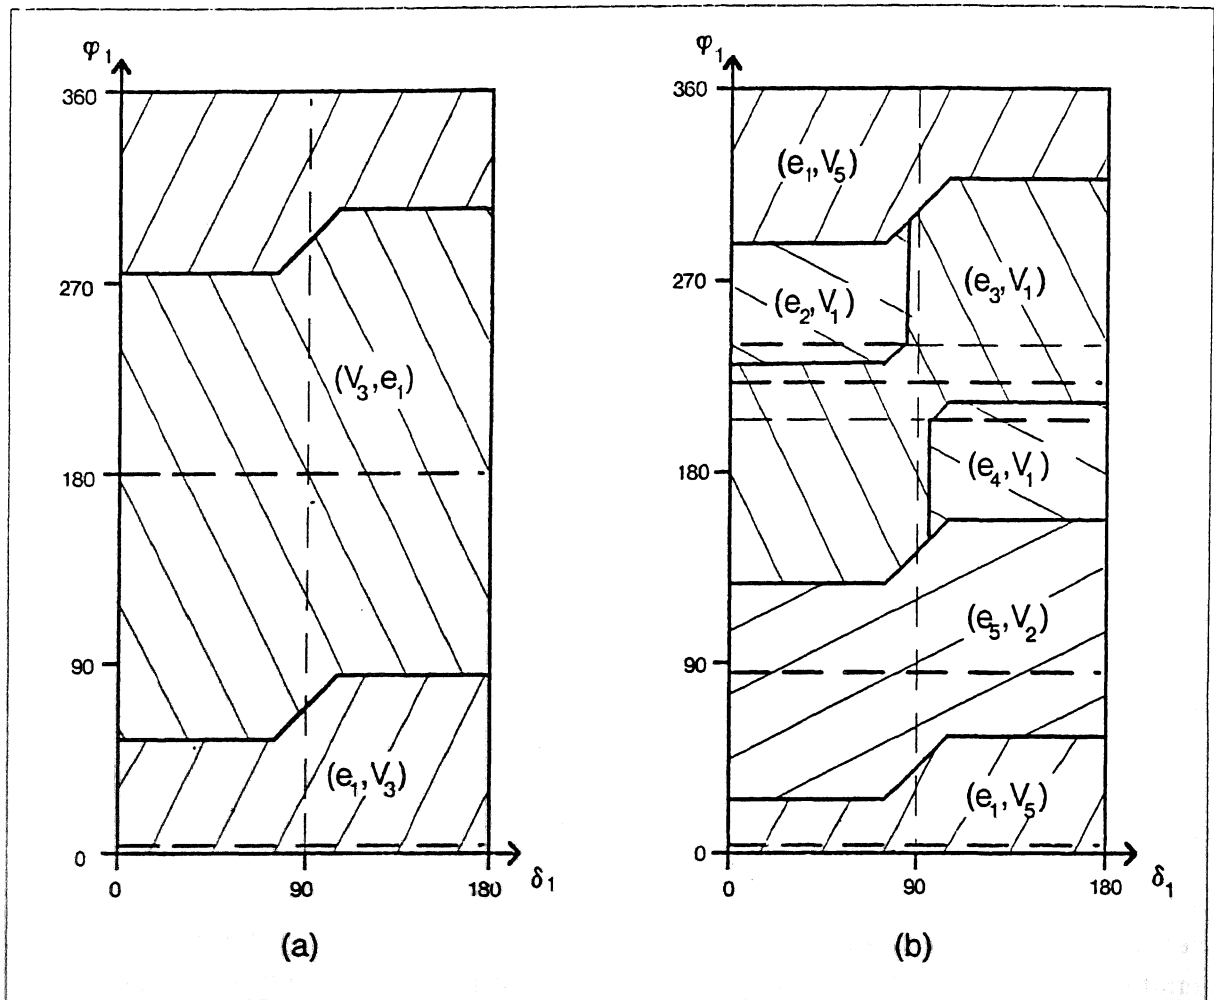 φ₁
360
270
(V₃, e₁)
180
90
(e₁, V₃)
0
0 90 180 δ₁
(a)
φ₁
360
(e₁, V₅)
270
(e₂, V₁)
(e₃, V₁)
180
(e₄, V₁)
(e₅, V₂)
90
(e₁, V₅)
0
0 90 180 δ₁
(b)